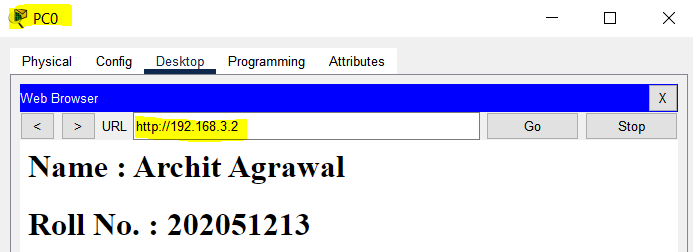 PC0
Physical Config Desktop Programming Attributes
Web Browser X
< > URL http://192.168.3.2 Go Stop
Name : Archit Agrawal
Roll No. : 202051213